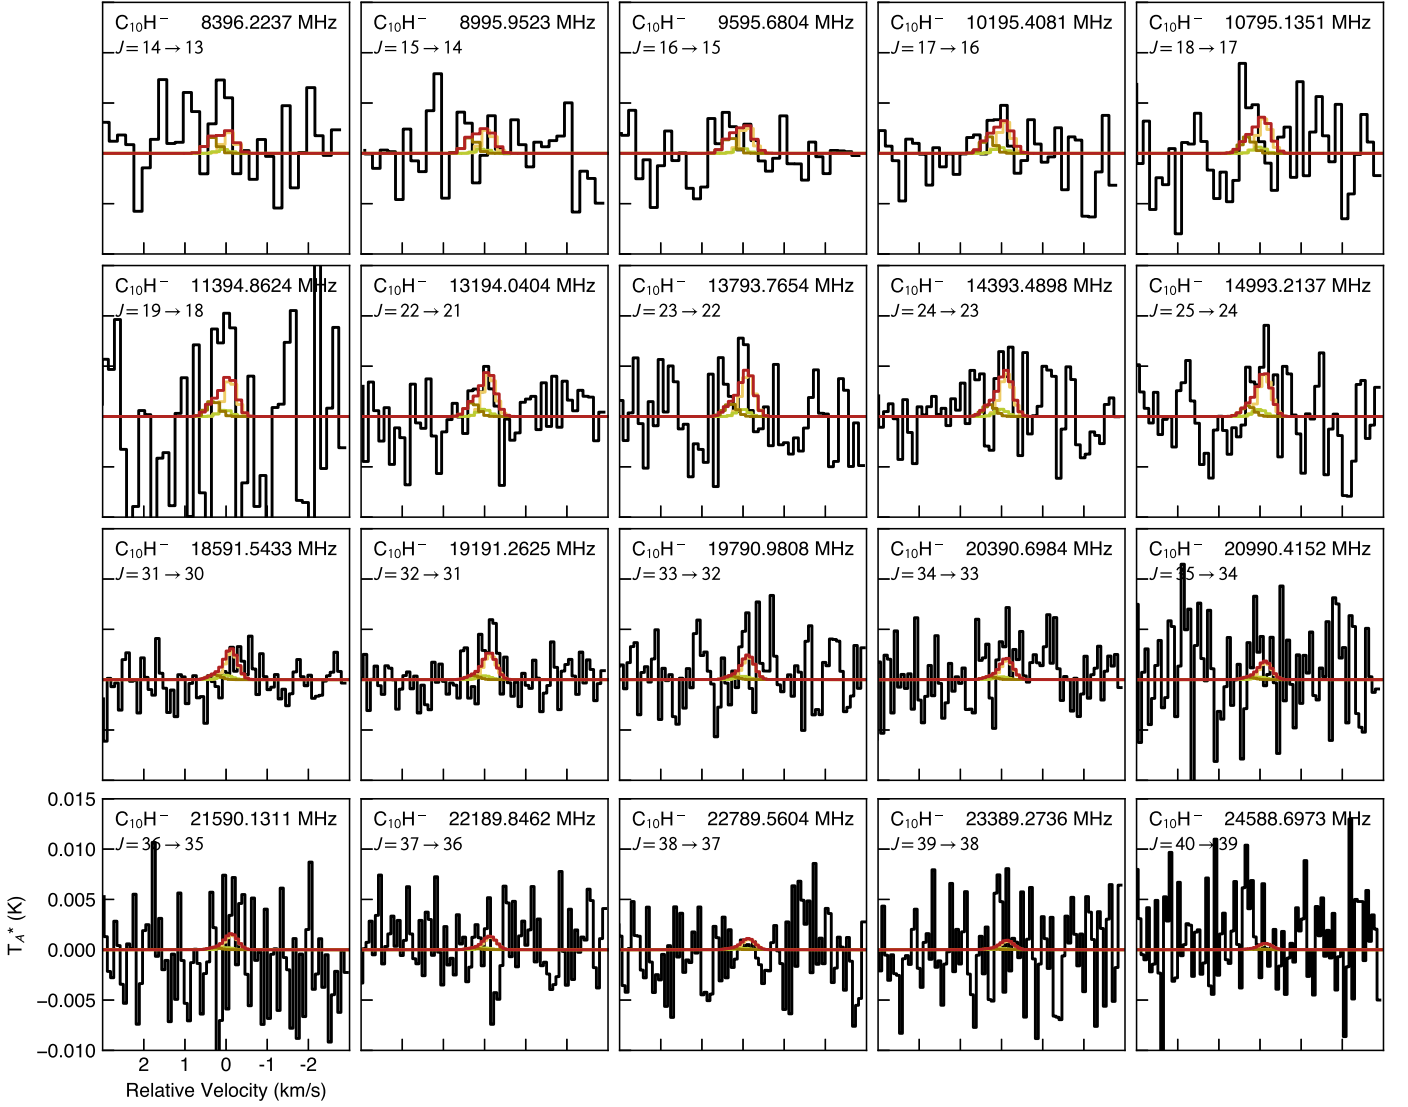 C₁₀H⁻ 8396.2237 MHz
J = 14 → 13
C₁₀H⁻ 8995.9523 MHz
J = 15 → 14
C₁₀H⁻ 9595.6804 MHz
J = 16 → 15
C₁₀H⁻ 10195.4081 MHz
J = 17 → 16
C₁₀H⁻ 10795.1351 MHz
J = 18 → 17
C₁₀H⁻ 11394.8624 MHz
J = 19 → 18
C₁₀H⁻ 13194.0404 MHz
J = 22 → 21
C₁₀H⁻ 13793.7654 MHz
J = 23 → 22
C₁₀H⁻ 14393.4898 MHz
J = 24 → 23
C₁₀H⁻ 14993.2137 MHz
J = 25 → 24
C₁₀H⁻ 18591.5433 MHz
J = 31 → 30
C₁₀H⁻ 19191.2625 MHz
J = 32 → 31
C₁₀H⁻ 19790.9808 MHz
J = 33 → 32
C₁₀H⁻ 20390.6984 MHz
J = 34 → 33
C₁₀H⁻ 20990.4152 MHz
J = 35 → 34
C₁₀H⁻ 21590.1311 MHz
J = 36 → 35
C₁₀H⁻ 22189.8462 MHz
J = 37 → 36
C₁₀H⁻ 22789.5604 MHz
J = 38 → 37
C₁₀H⁻ 23389.2736 MHz
J = 39 → 38
C₁₀H⁻ 24588.6973 MHz
J = 40 → 39
0.015
0.010
0.005
0.000
−0.005
−0.010
T_A* (K)
2 1 0 -1 -2
Relative Velocity (km/s)